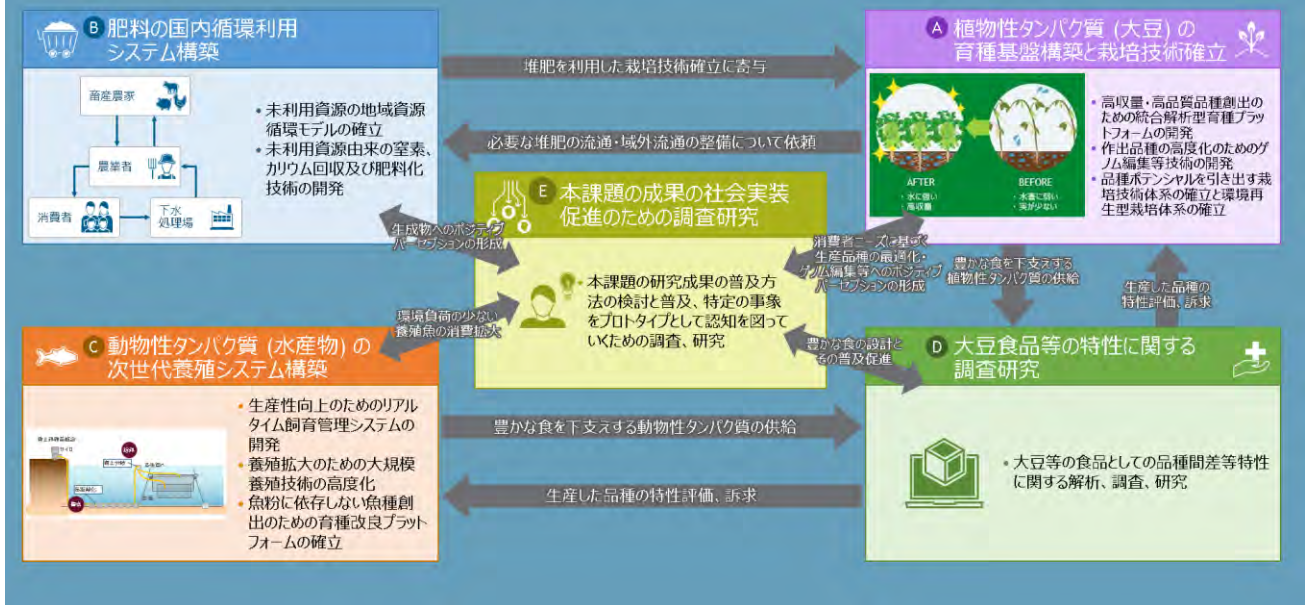 B 肥料の国内循環利用
システム構築
畜産農家
農業者
消費者
下水
処理場
• 未利用資源の地域資源
循環モデルの確立
• 未利用資源由来の窒素、
カリウム回収及び肥料化
技術の開発
堆肥を利用した栽培技術確立に寄与
必要な堆肥の流通・域外流通の整備について依頼
A 植物性タンパク質 (大豆) の
育種基盤構築と栽培技術確立
AFTER
・水に強い
・高収量
BEFORE
・水害に弱い
・実が少ない
• 高収量・高品質品種創出の
ための統合解析型育種プラッ
トフォームの開発
• 作出品種の高度化のためのゲ
ノム編集等技術の開発
• 品種ポテンシャルを引き出す栽
培技術体系の確立と環境再
生型栽培体系の確立
E 本課題の成果の社会実装
促進のための調査研究
• 本課題の研究成果の普及方
法の検討と普及、特定の事象
をプロトタイプとして認知を図って
いくための調査、研究
生成物へのポジティブ
パーセプションの形成
消費者ニーズに基づく
生産品種の最適化・
ゲノム編集等へのポジティブ
パーセプションの形成
豊かな食を下支えする
植物性タンパク質の供給
生産した品種の
特性評価、訴求
環境負荷の少ない
養殖魚の消費拡大
豊かな食の設計と
その普及促進
C 動物性タンパク質 (水産物) の
次世代養殖システム構築
• 生産性向上のためのリアル
タイム飼育管理システムの
開発
• 養殖拡大のための大規模
養殖技術の高度化
• 魚粉に依存しない魚種創
出のための育種改良プラット
フォームの確立
豊かな食を下支えする動物性タンパク質の供給
生産した品種の特性評価、訴求
D 大豆食品等の特性に関する
調査研究
• 大豆等の食品としての品種間差等特性
に関する解析、調査、研究